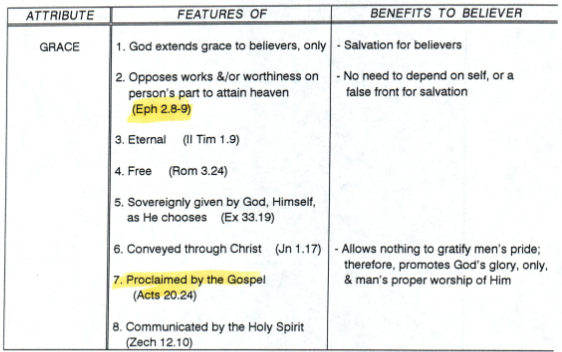 ATTRIBUTE FEATURES OF BENEFITS TO BELIEVER
GRACE 1. God extends grace to believers, only - Salvation for believers
2. Opposes works &/or worthiness on - No need to depend on self, or a
person's part to attain heaven false front for salvation
(Eph 2.8-9)
3. Eternal (II Tim 1.9)
4. Free (Rom 3.24)
5. Sovereignly given by God, Himself,
as He chooses (Ex 33.19)
6. Conveyed through Christ (Jn 1.17) - Allows nothing to gratify men's pride;
therefore, promotes God's glory, only,
7. Proclaimed by the Gospel & man's proper worship of Him
(Acts 20.24)
8. Communicated by the Holy Spirit
(Zech 12.10)